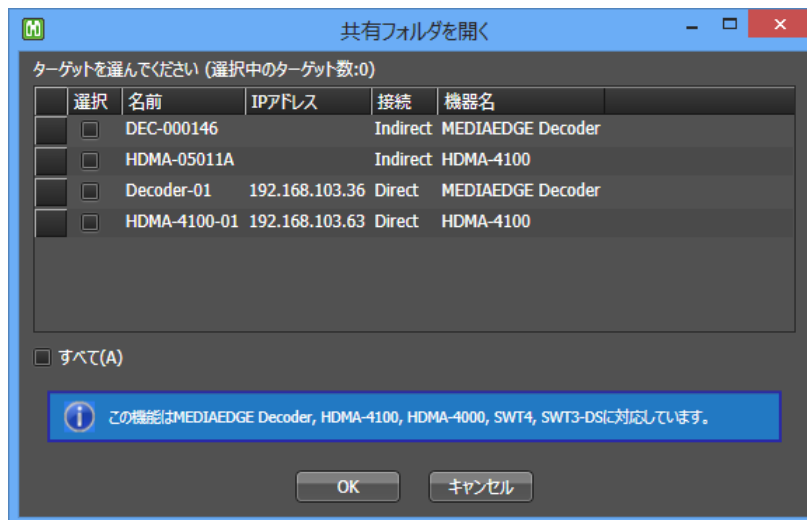 共有フォルダを開く
ターゲットを選んでください (選択中のターゲット数:0)
選択 名前 IPアドレス 接続 機器名
DEC-000146 Indirect MEDIAEDGE Decoder
HDMA-05011A Indirect HDMA-4100
Decoder-01 192.168.103.36 Direct MEDIAEDGE Decoder
HDMA-4100-01 192.168.103.63 Direct HDMA-4100
すべて(A)
この機能はMEDIAEDGE Decoder, HDMA-4100, HDMA-4000, SWT4, SWT3-DSに対応しています。
OK キャンセル